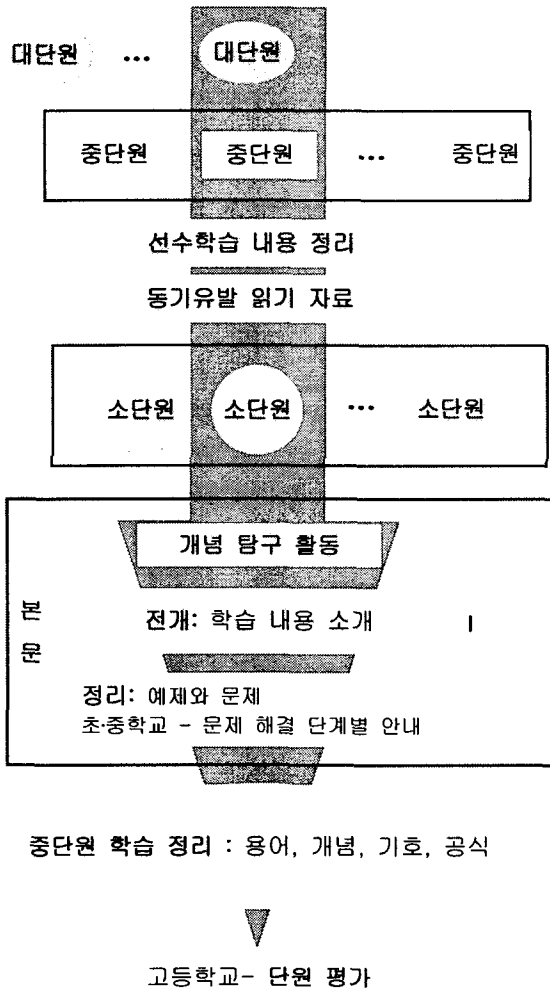 대단원 ... 대단원
중단원 중단원 ... 중단원
선수학습 내용 정리
동기유발 읽기 자료
소단원 소단원 ... 소단원
개념 탐구 활동
본문
전개: 학습 내용 소개
정리: 예제와 문제
초·중학교 - 문제 해결 단계별 안내
중단원 학습 정리 : 용어, 개념, 기호, 공식
고등학교- 단원 평가